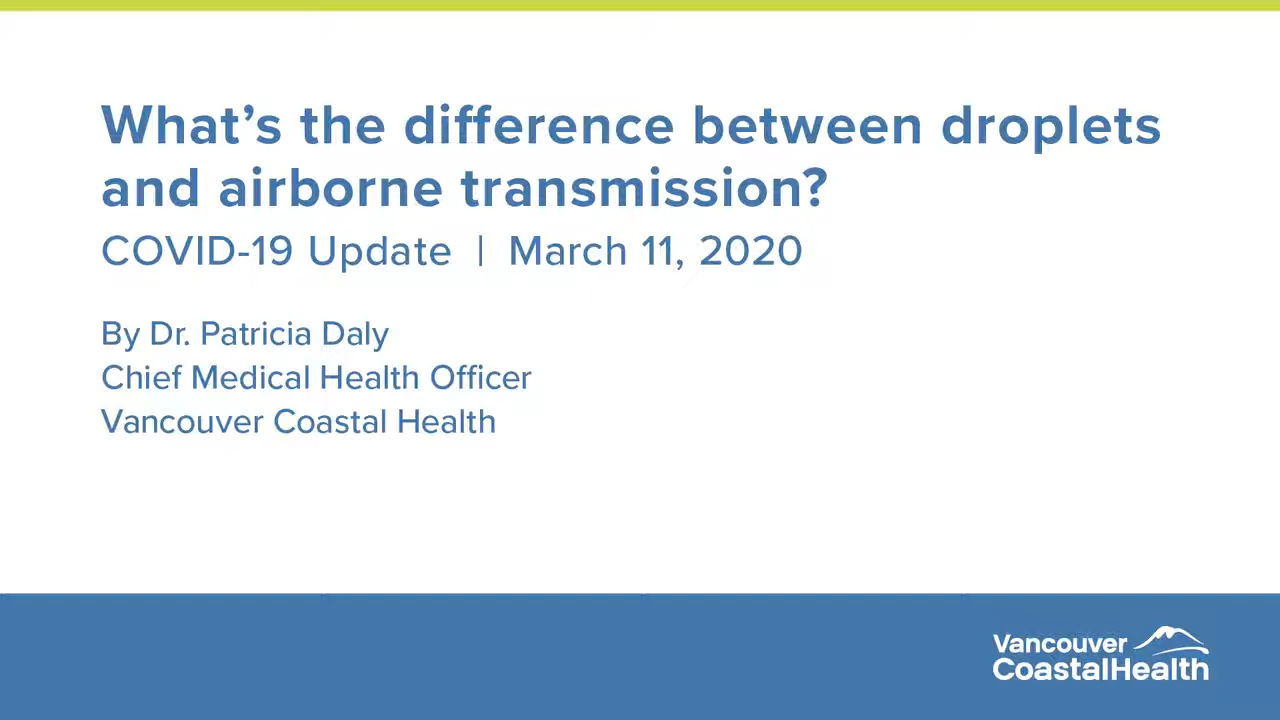 What’s the difference between droplets
and airborne transmission?
COVID-19 Update | March 11, 2020
By Dr. Patricia Daly
Chief Medical Health Officer
Vancouver Coastal Health
Vancouver
CoastalHealth